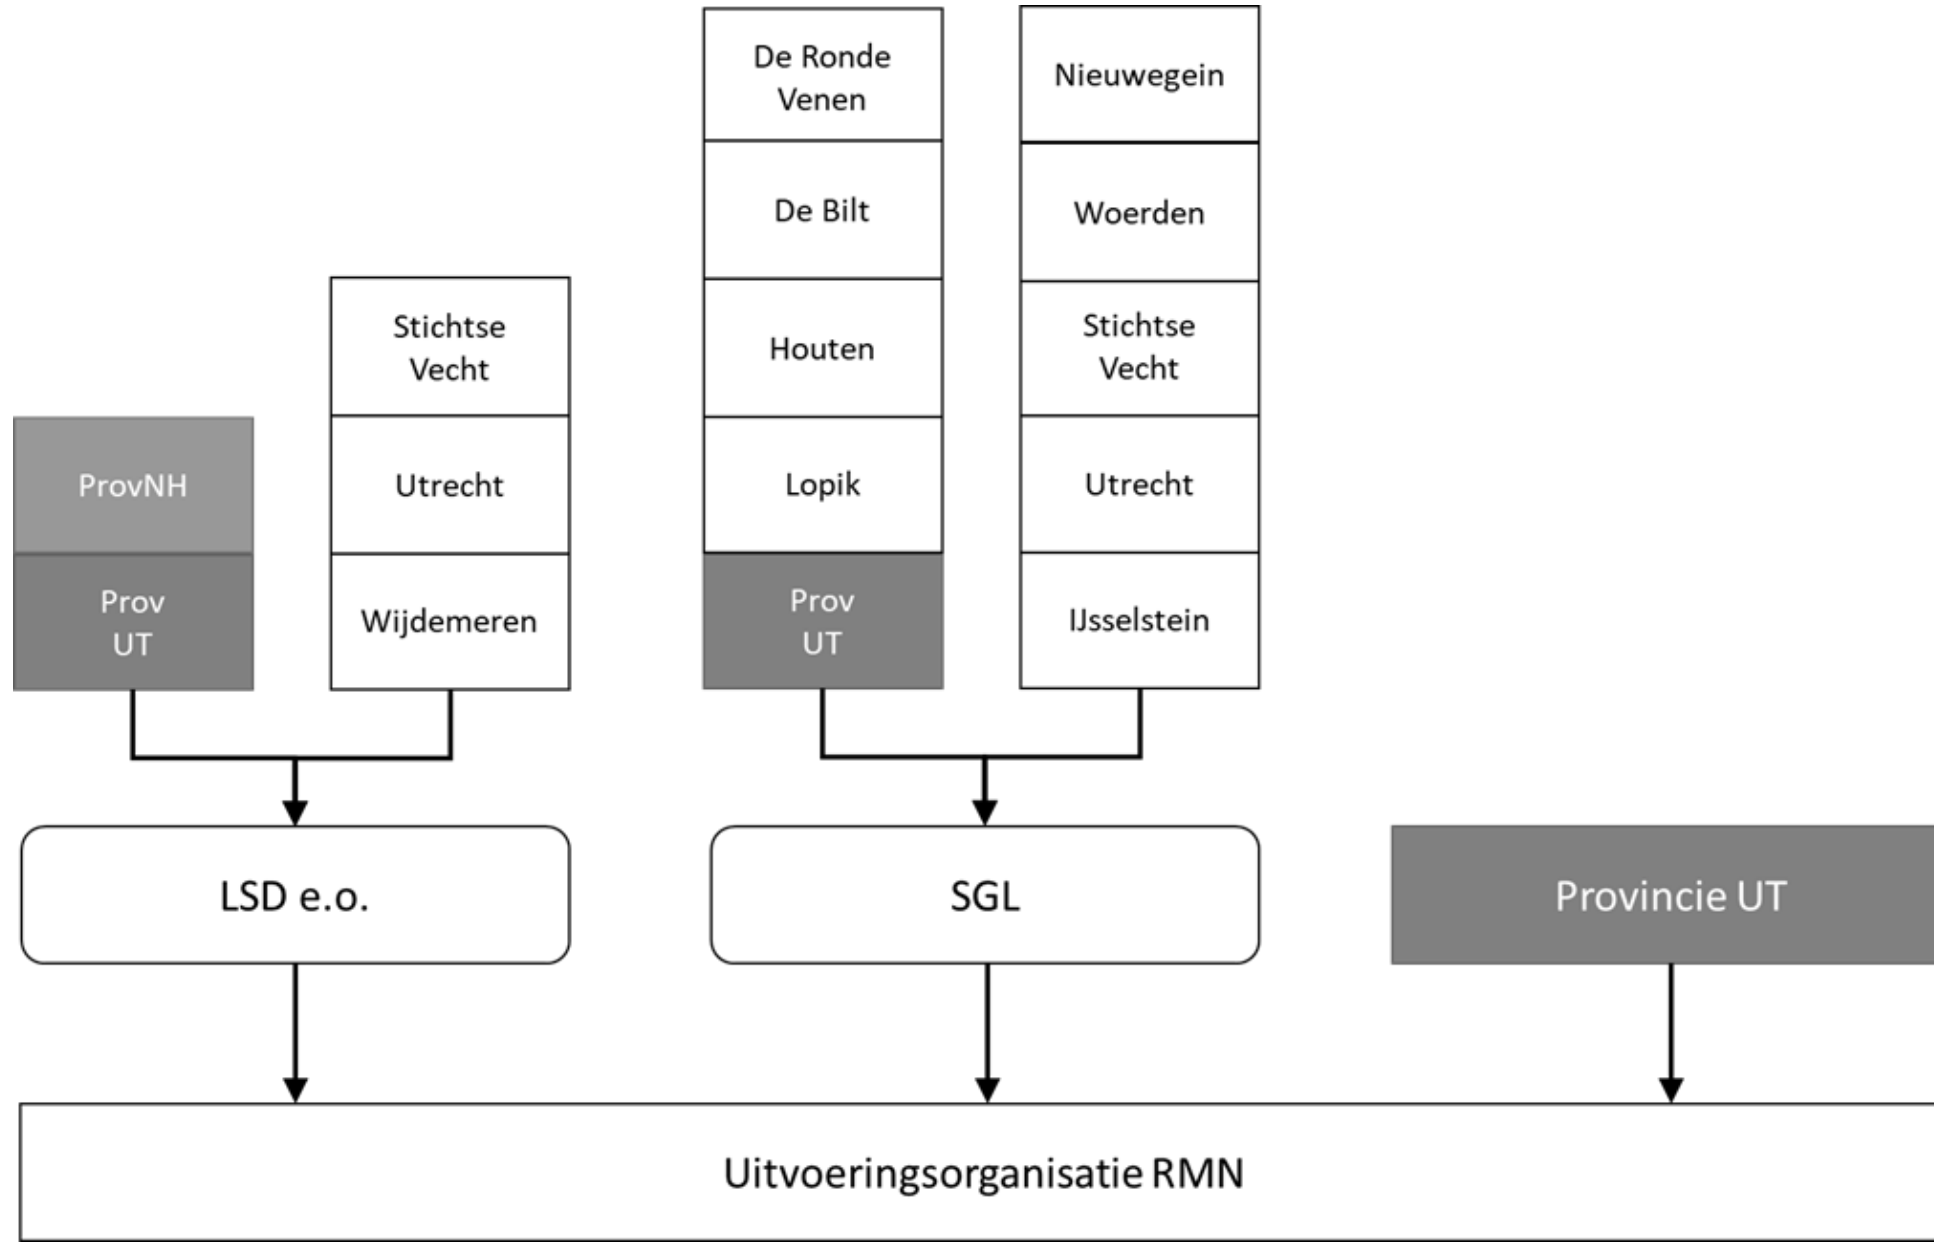 De Ronde
Venen
Nieuwegein
De Bilt
Woerden
Stichtse
Vecht
Houten
Stichtse
Vecht
ProvNH
Utrecht
Lopik
Utrecht
Prov
UT
Wijdemeren
Prov
UT
IJsselstein
LSD e.o.
SGL
Provincie UT
Uitvoeringsorganisatie RMN